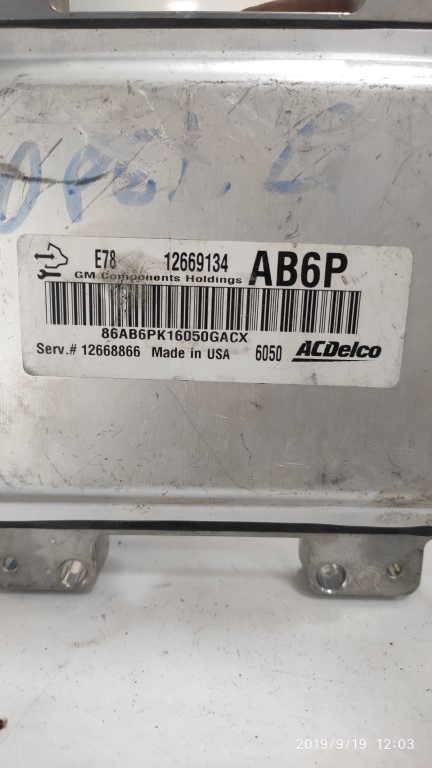 Opel. G
E78 12669134 AB6P
GM Components Holdings
86AB6PK16050GACX
Serv.# 12668866 Made in USA 6050 ACDelco
2019/9/19 12:03